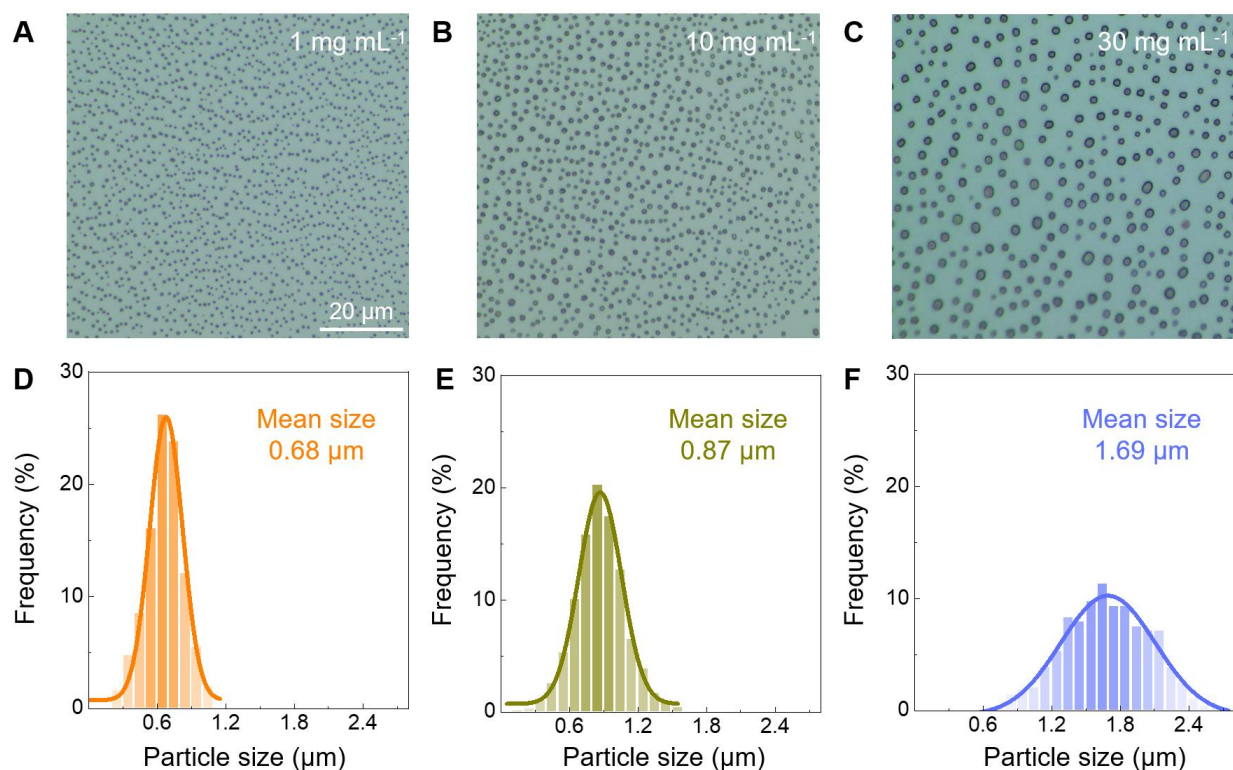 A
1 mg mL⁻¹
20 µm
B
10 mg mL⁻¹
C
30 mg mL⁻¹
D
Mean size
0.68 µm
Frequency (%)
30
20
10
0
0.6 1.2 1.8 2.4
Particle size (µm)
E
Mean size
0.87 µm
Frequency (%)
30
20
10
0
0.6 1.2 1.8 2.4
Particle size (µm)
F
Mean size
1.69 µm
Frequency (%)
30
20
10
0
0.6 1.2 1.8 2.4
Particle size (µm)